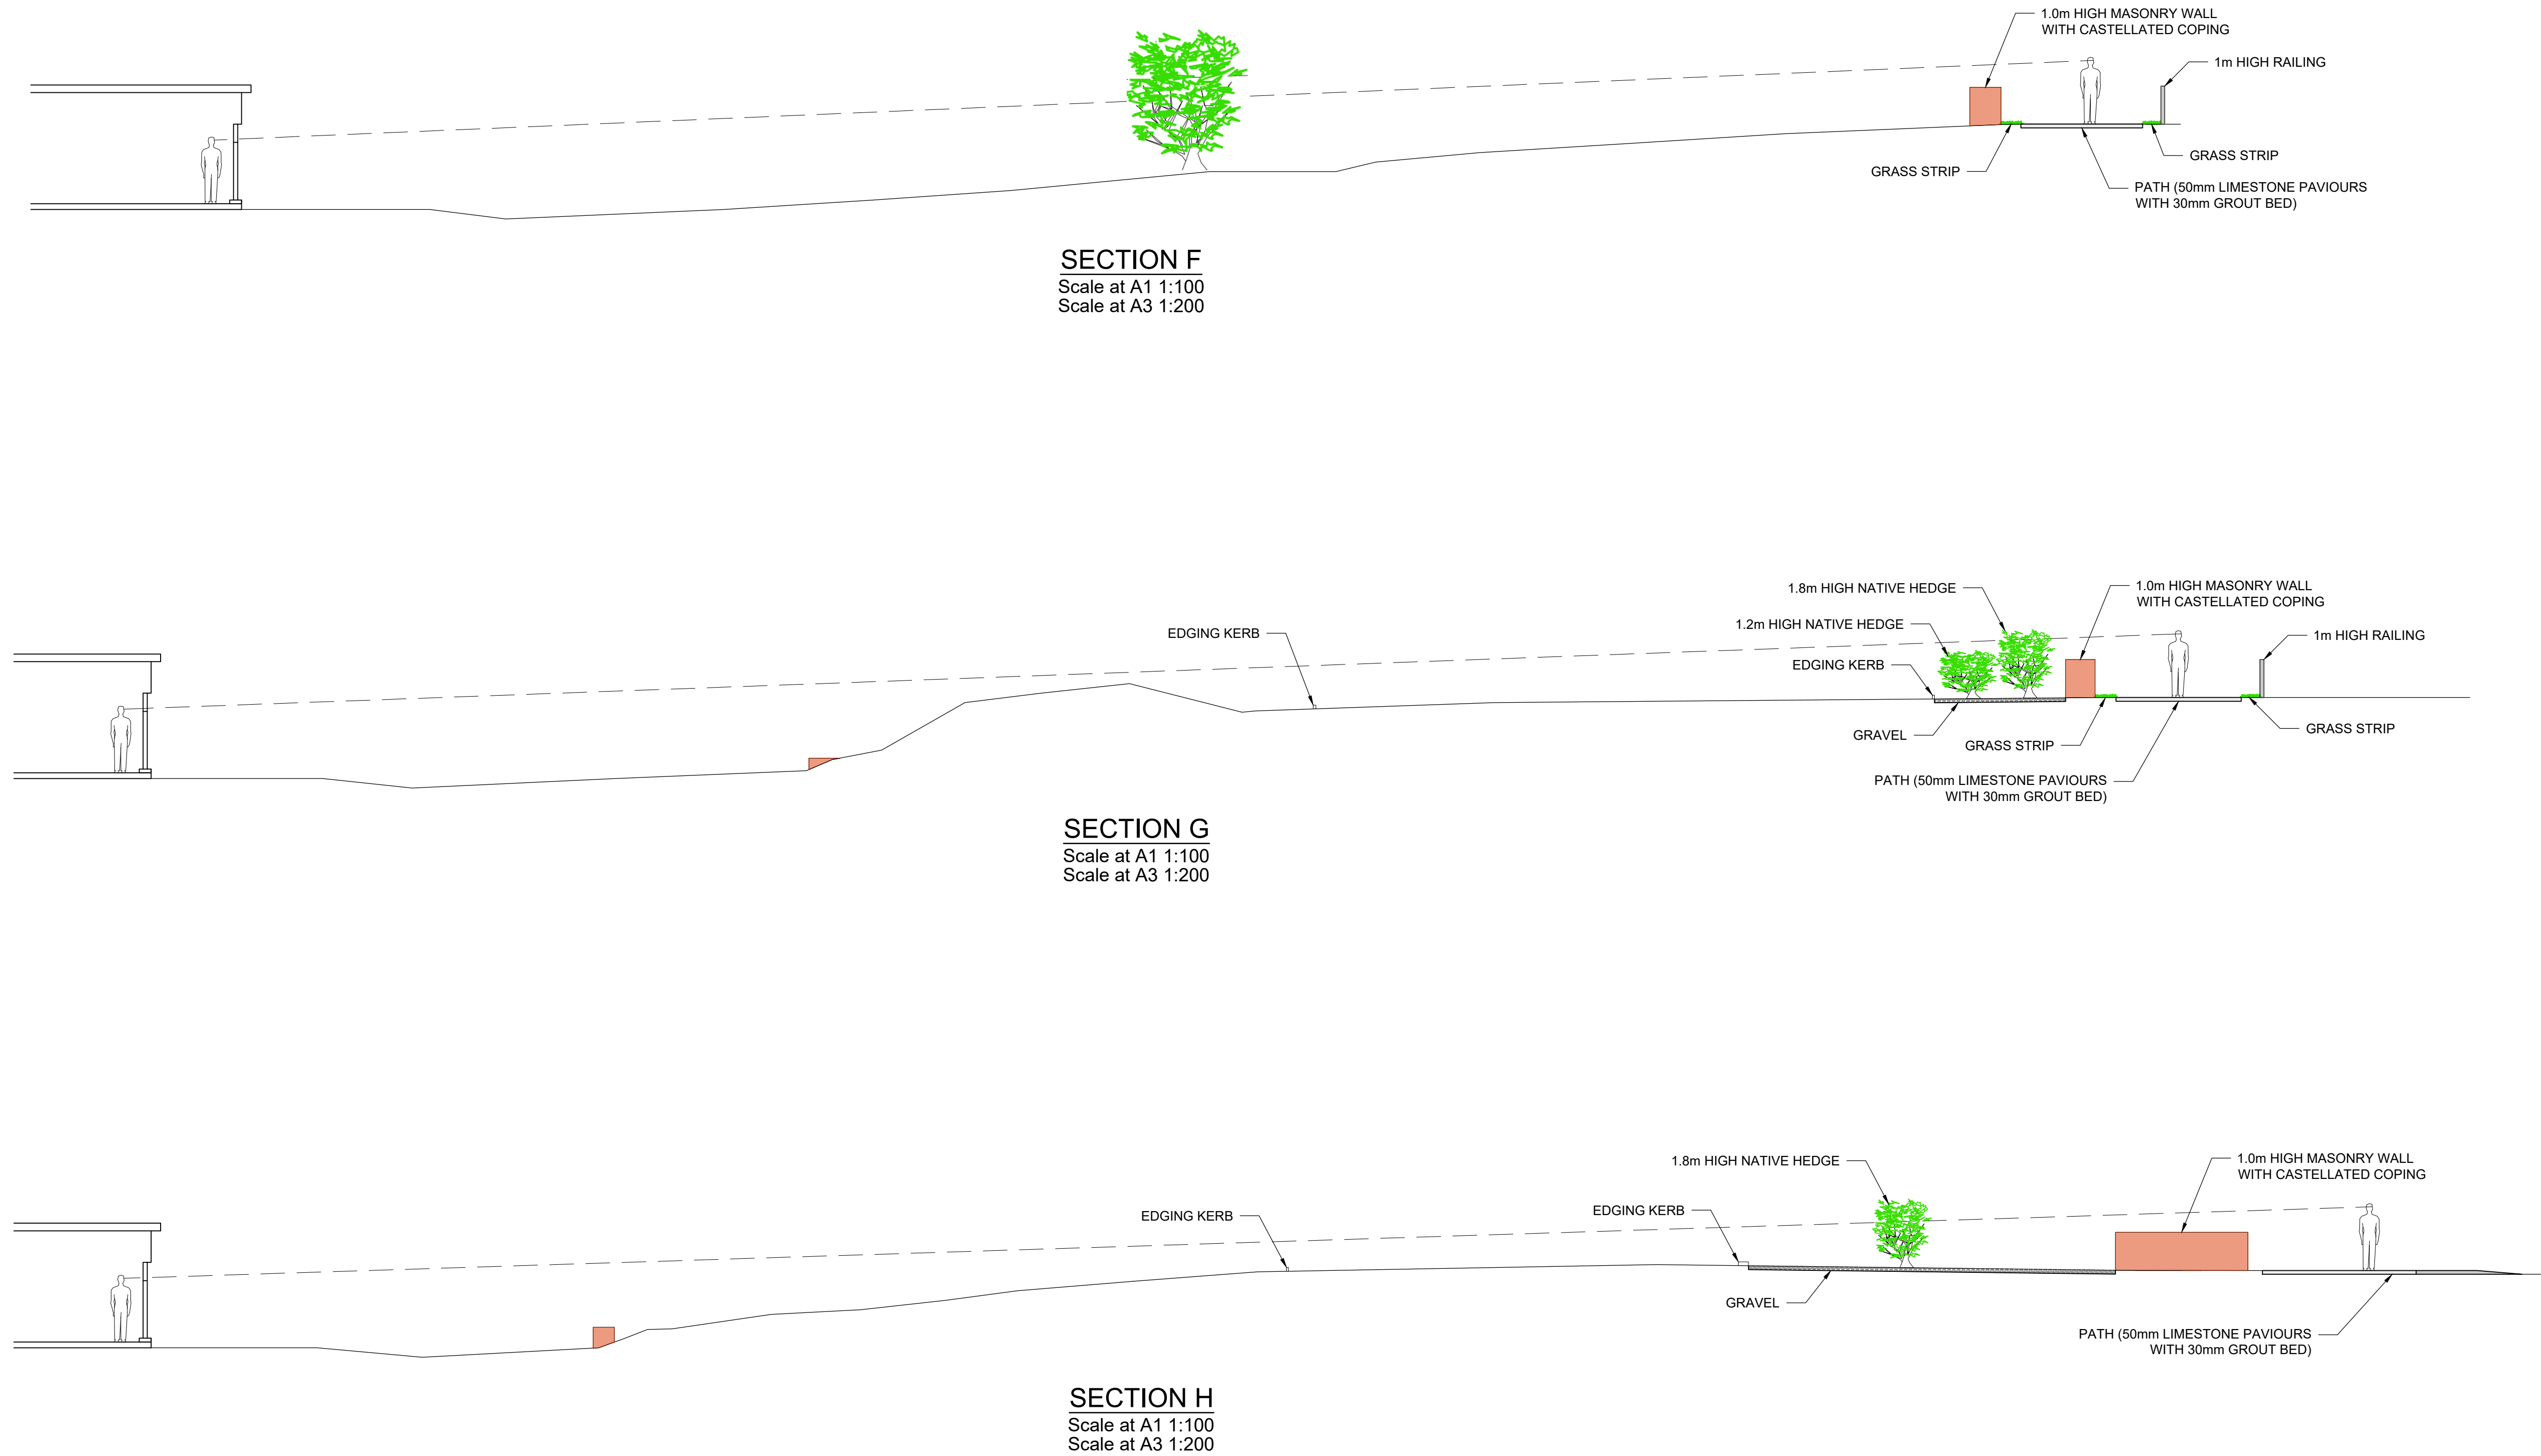 1.0m HIGH MASONRY WALL
WITH CASTELLATED COPING
1m HIGH RAILING
GRASS STRIP
GRASS STRIP
PATH (50mm LIMESTONE PAVIOURS
WITH 30mm GROUT BED)
SECTION F
Scale at A1 1:100
Scale at A3 1:200
1.8m HIGH NATIVE HEDGE
1.0m HIGH MASONRY WALL
WITH CASTELLATED COPING
1.2m HIGH NATIVE HEDGE
EDGING KERB
1m HIGH RAILING
EDGING KERB
GRAVEL
GRASS STRIP
GRASS STRIP
PATH (50mm LIMESTONE PAVIOURS
WITH 30mm GROUT BED)
SECTION G
Scale at A1 1:100
Scale at A3 1:200
1.8m HIGH NATIVE HEDGE
1.0m HIGH MASONRY WALL
WITH CASTELLATED COPING
EDGING KERB
EDGING KERB
GRAVEL
PATH (50mm LIMESTONE PAVIOURS
WITH 30mm GROUT BED)
SECTION H
Scale at A1 1:100
Scale at A3 1:200